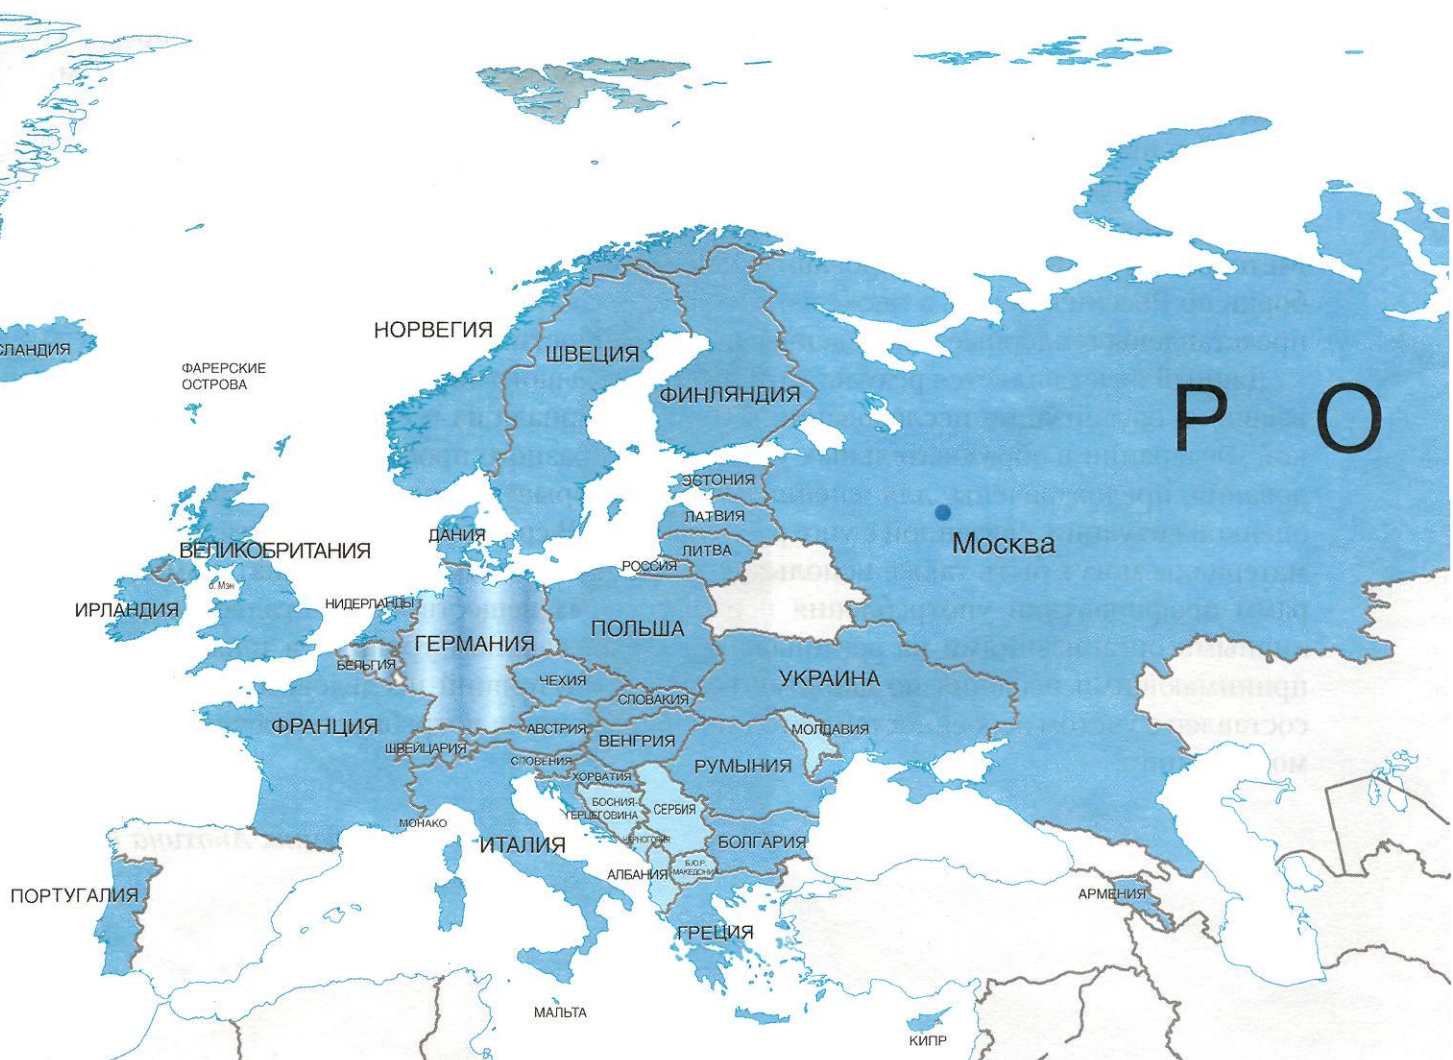 НОРВЕГИЯ
ШВЕЦИЯ
СЛАНДИЯ
ФАРЕРСКИЕ
ОСТРОВА
ФИНЛЯНДИЯ
Р О
ЭСТОНИЯ
ЛАТВИЯ
ДАНИЯ
Москва
ВЕЛИКОБРИТАНИЯ
ЛИТВА
РОССИЯ
о. Мэн
ИРЛАНДИЯ
НИДЕРЛАНДЫ
ГЕРМАНИЯ
ПОЛЬША
БЕЛЬГИЯ
ЧЕХИЯ
УКРАИНА
СЛОВАКИЯ
ФРАНЦИЯ
АВСТРИЯ
МОЛДАВИЯ
ШВЕЙЦАРИЯ
ВЕНГРИЯ
СЛОВЕНИЯ
РУМЫНИЯ
ХОРВАТИЯ
БОСНИЯ-
ГЕРЦЕГОВИНА
СЕРБИЯ
МОНАКО
ИТАЛИЯ
ЧЕРНОГОРИЯ
БОЛГАРИЯ
Б.Ю.Р.
МАКЕДОНИЯ
АЛБАНИЯ
ПОРТУГАЛИЯ
АРМЕНИЯ
ГРЕЦИЯ
МАЛЬТА
КИПР